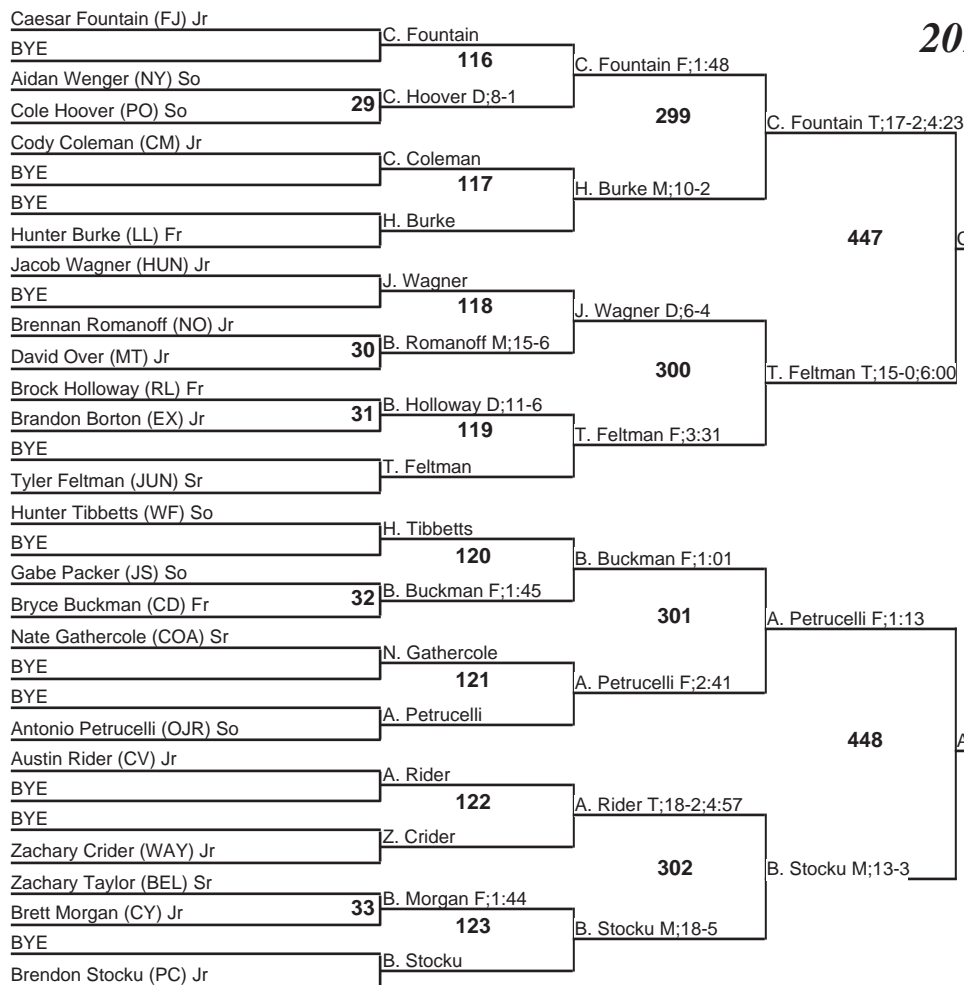 Caesar Fountain (FJ) Jr
BYE
Aidan Wenger (NY) So
Cole Hoover (PO) So
Cody Coleman (CM) Jr
BYE
BYE
Hunter Burke (LL) Fr
Jacob Wagner (HUN) Jr
BYE
Brennan Romanoff (NO) Jr
David Over (MT) Jr
Brock Holloway (RL) Fr
Brandon Borton (EX) Jr
BYE
Tyler Feltman (JUN) Sr
Hunter Tibbetts (WF) So
BYE
Gabe Packer (JS) So
Bryce Buckman (CD) Fr
Nate Gathercole (COA) Sr
BYE
BYE
Antonio Petrucelli (OJR) So
Austin Rider (CV) Jr
BYE
BYE
Zachary Crider (WAY) Jr
Zachary Taylor (BEL) Sr
Brett Morgan (CY) Jr
BYE
Brendon Stocku (PC) Jr
29
30
31
32
33
C. Fountain
116
C. Hoover D;8-1
C. Coleman
117
H. Burke
J. Wagner
118
B. Romanoff M;15-6
B. Holloway D;11-6
119
T. Feltman
H. Tibbetts
120
B. Buckman F;1:45
N. Gathercole
121
A. Petrucelli
A. Rider
122
Z. Crider
B. Morgan F;1:44
123
B. Stocku
C. Fountain F;1:48
299
H. Burke M;10-2
J. Wagner D;6-4
300
T. Feltman F;3:31
B. Buckman F;1:01
301
A. Petrucelli F;2:41
A. Rider T;18-2;4:57
302
B. Stocku M;18-5
C. Fountain T;17-2;4:23
447
T. Feltman T;15-0;6:00
A. Petrucelli F;1:13
448
B. Stocku M;13-3
20